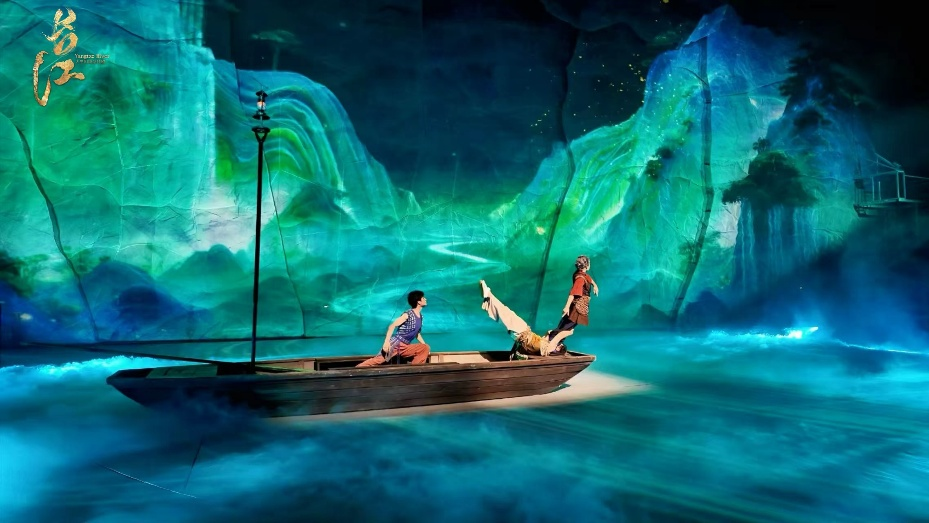 长江
Yangtze River